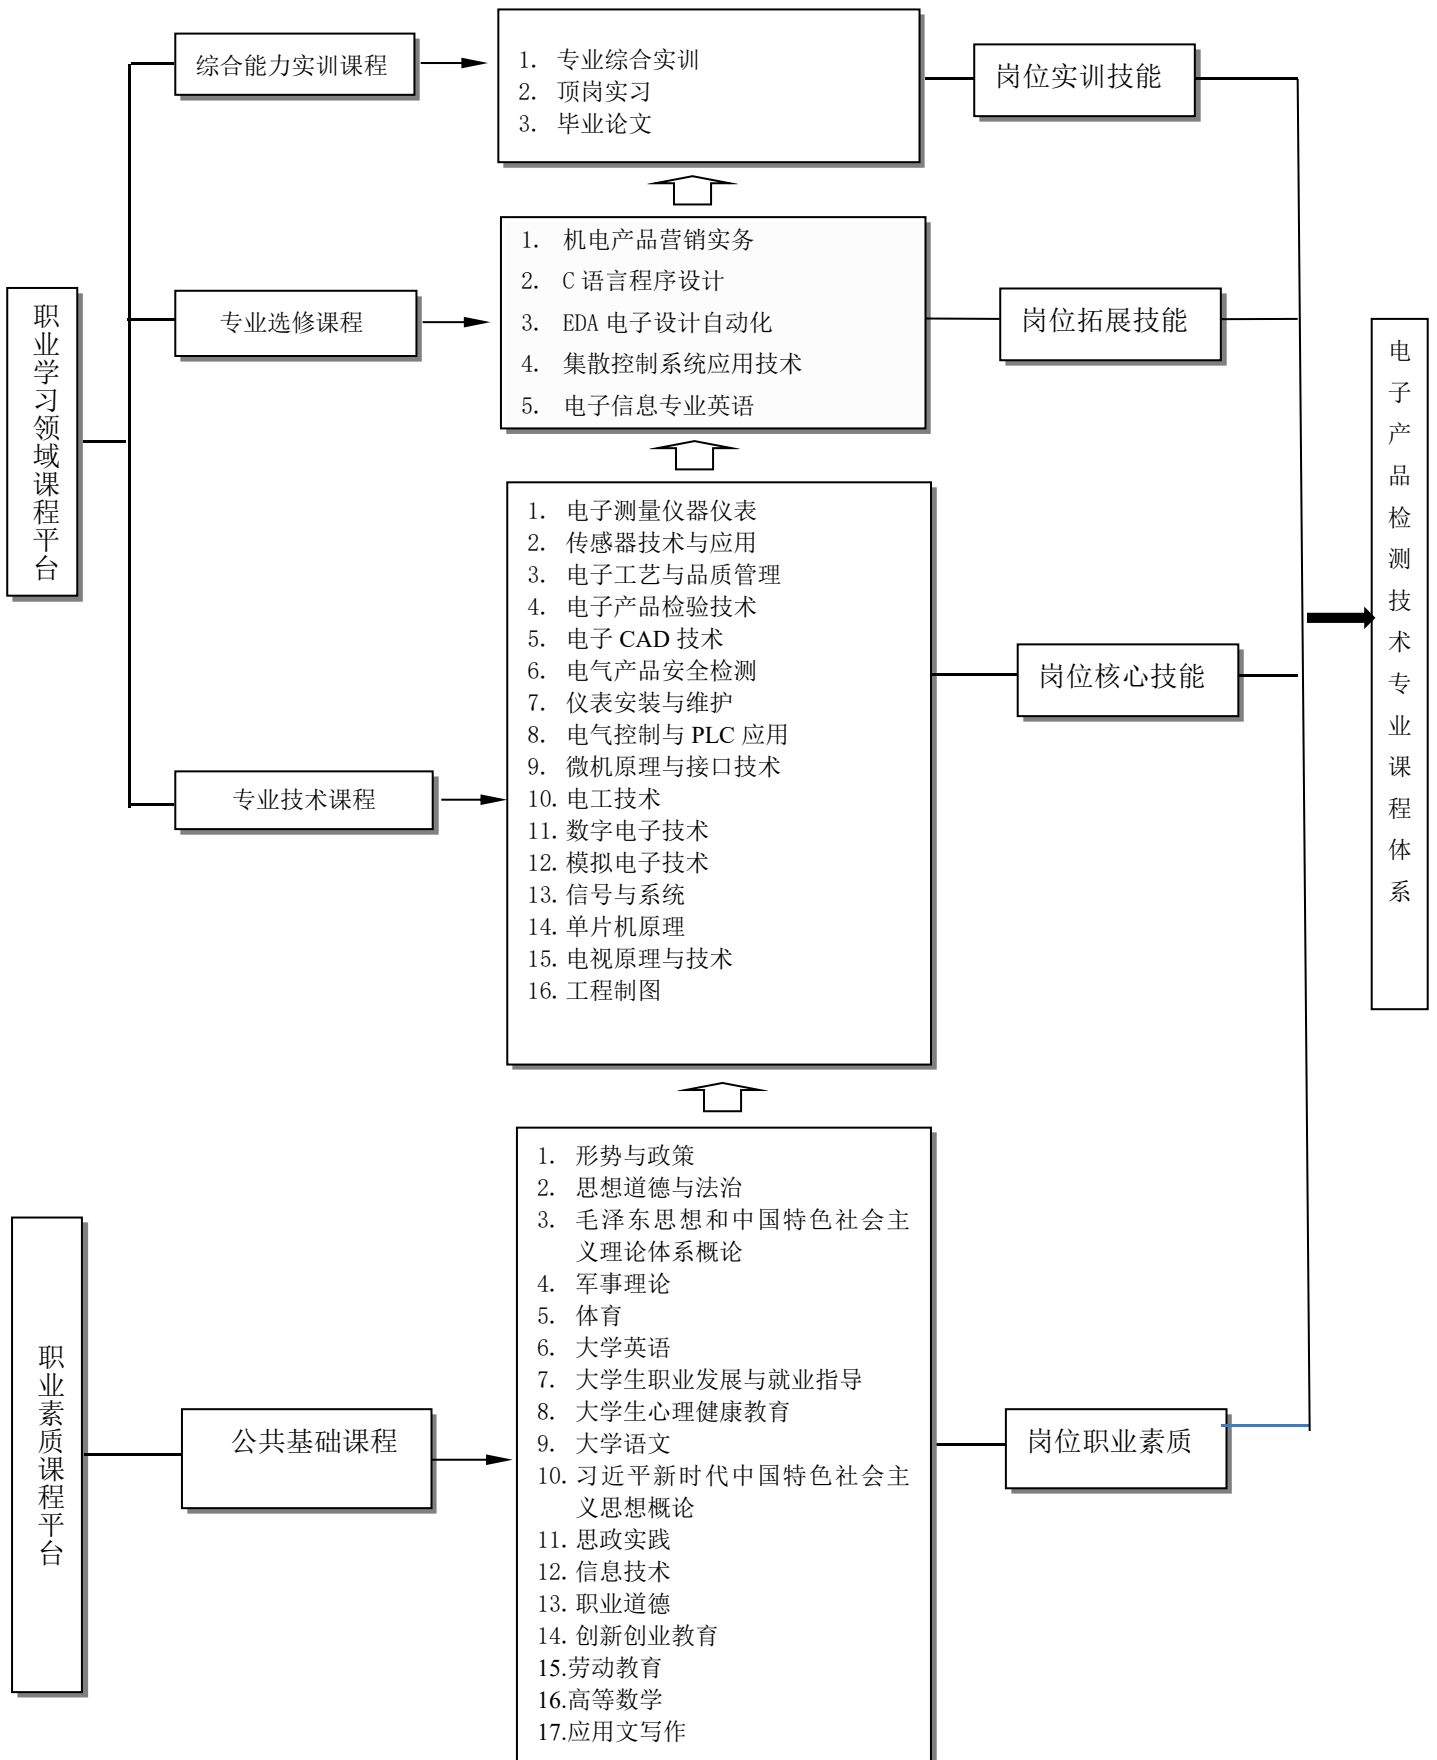 综合能力实训课程
1. 专业综合实训
2. 顶岗实习
3. 毕业论文
岗位实训技能
职业学习领域课程平台
专业选修课程
1. 机电产品营销实务
2. C 语言程序设计
3. EDA 电子设计自动化
4. 集散控制系统应用技术
5. 电子信息专业英语
岗位拓展技能
电子产品检测技术专业课程体系
专业技术课程
1. 电子测量仪器仪表
2. 传感器技术与应用
3. 电子工艺与品质管理
4. 电子产品检验技术
5. 电子 CAD 技术
6. 电气产品安全检测
7. 仪表安装与维护
8. 电气控制与 PLC 应用
9. 微机原理与接口技术
10. 电工技术
11. 数字电子技术
12. 模拟电子技术
13. 信号与系统
14. 单片机原理
15. 电视原理与技术
16. 工程制图
岗位核心技能
职业素质课程平台
公共基础课程
1. 形势与政策
2. 思想道德与法治
3. 毛泽东思想和中国特色社会主
义理论体系概论
4. 军事理论
5. 体育
6. 大学英语
7. 大学生职业发展与就业指导
8. 大学生心理健康教育
9. 大学语文
10. 习近平新时代中国特色社会主
义思想概论
11. 思政实践
12. 信息技术
13. 职业道德
14. 创新创业教育
15.劳动教育
16.高等数学
17.应用文写作
岗位职业素质